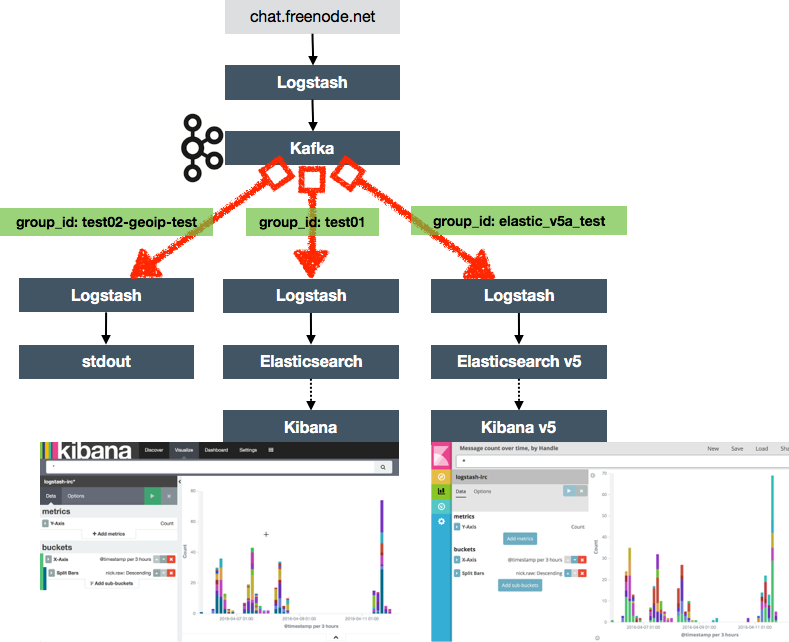 chat.freenode.net
Logstash
Kafka
group_id: test02-geoip-test
group_id: test01
group_id: elastic_v5a_test
Logstash
Logstash
Logstash
stdout
Elasticsearch
Elasticsearch v5
Kibana
Kibana v5
kibana
Discover
Visualize
Dashboard
Settings
*
logstash-irc*
Data
Options
metrics
Y-Axis
Count
Add metrics
buckets
X-Axis
@timestamp per 3 hours
Split Bars
nick.raw: Descending
Add sub-buckets
80
60
40
20
0
Count
2016-04-07 01:00
2016-04-09 01:00
2016-04-11 01:00
@timestamp per 3 hours
Message count over time, by Handle
New
Save
Load
Sha
*
logstash-irc
Data
Options
metrics
Y-Axis
Count
Add metrics
buckets
X-Axis
@timestamp per 3 hours
Split Bars
nick.raw: Descending
Add sub-buckets
70
60
50
40
30
20
10
0
Count
2016-04-07 01:00
2016-04-09 01:00
2016-04-11 01:00
@timestamp per 3 hours